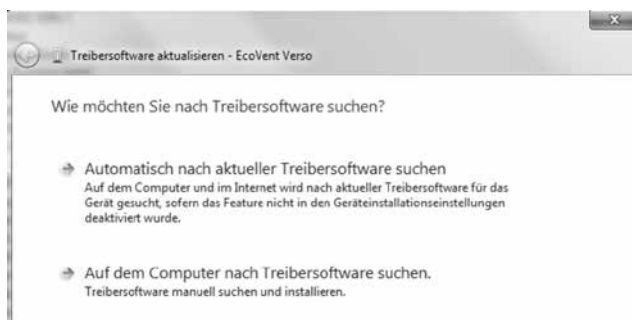 Treibersoftware aktualisieren - EcoVent Verso
Wie möchten Sie nach Treibersoftware suchen?
Automatisch nach aktueller Treibersoftware suchen
Auf dem Computer und im Internet wird nach aktueller Treibersoftware für das
Gerät gesucht, sofern das Feature nicht in den Geräteinstallationseinstellungen
deaktiviert wurde.
Auf dem Computer nach Treibersoftware suchen.
Treibersoftware manuell suchen und installieren.